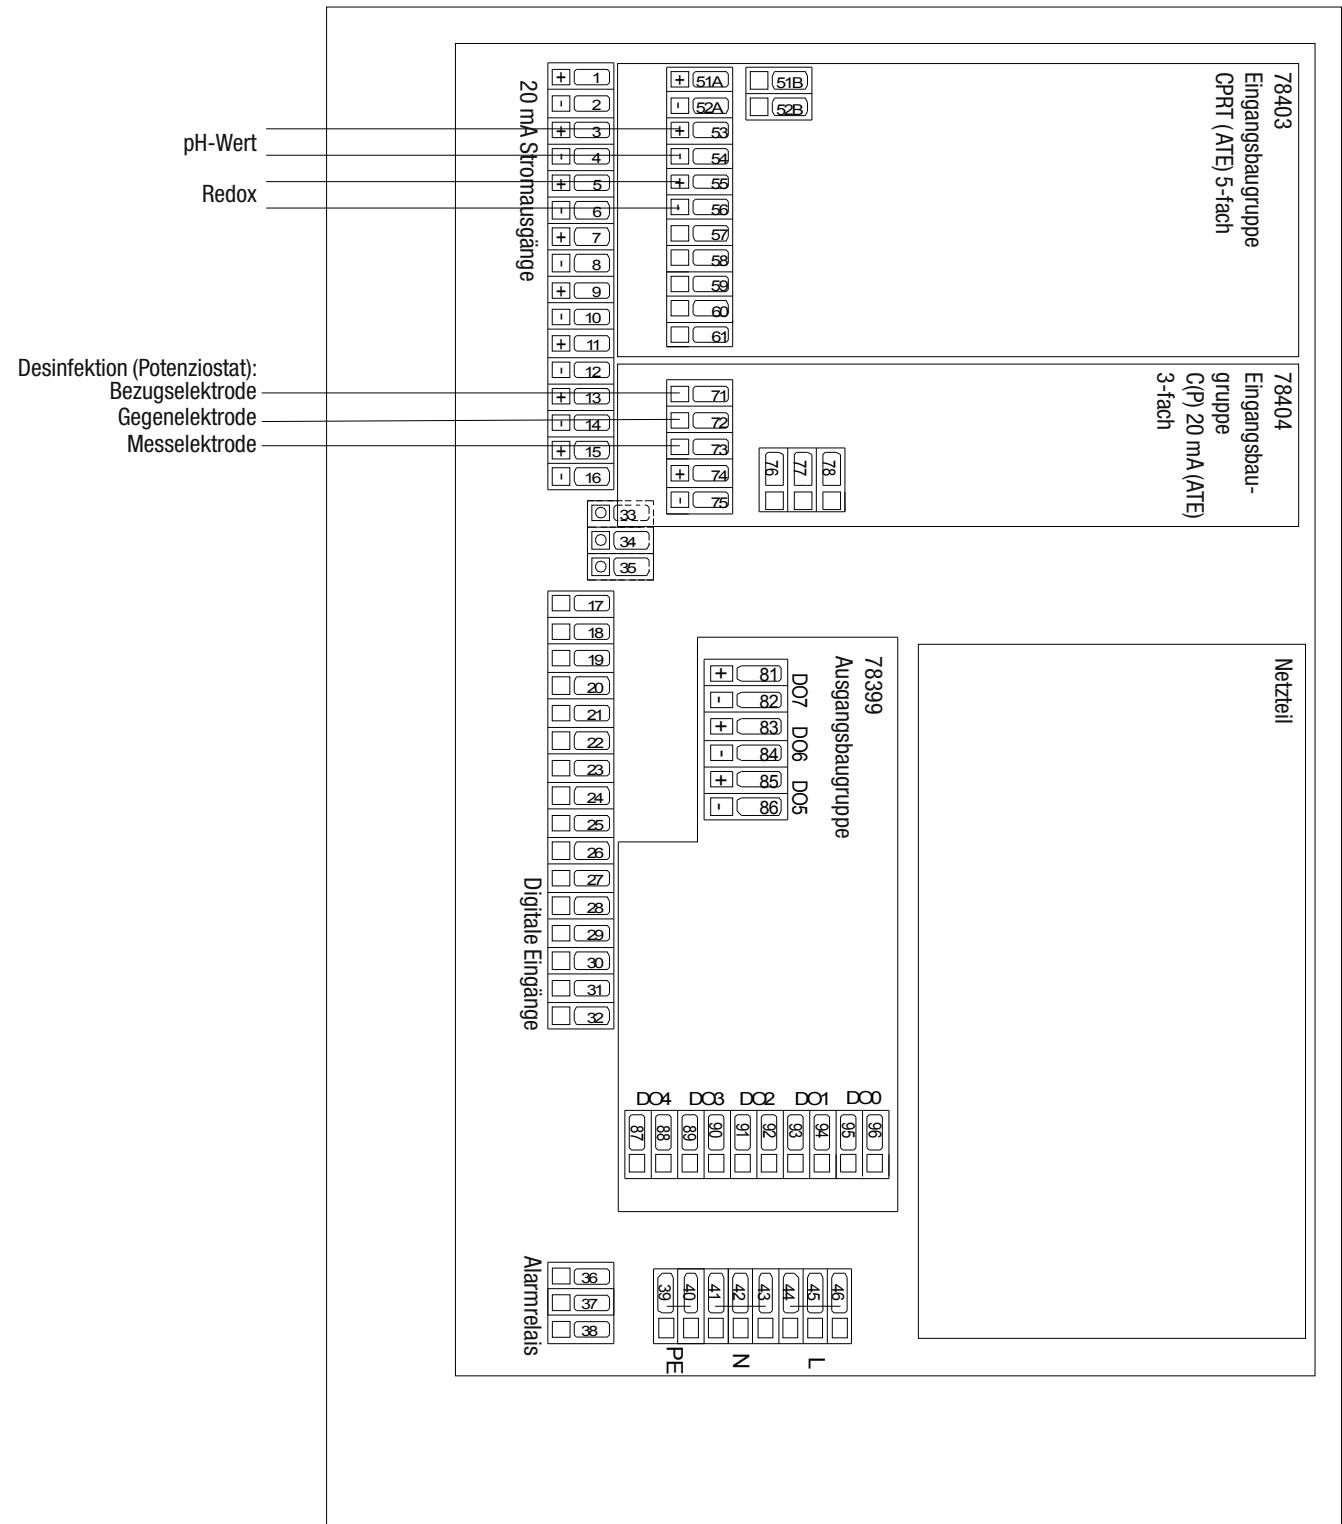 pH-Wert
Redox
Desinfektion (Potenziostat):
Bezugselektrode
Gegenelektrode
Messelektrode
20 mA Stromausgänge
+ 1
- 2
+ 3
- 4
+ 5
- 6
+ 7
- 8
+ 9
- 10
+ 11
- 12
+ 13
- 14
+ 15
- 16
+ 51A
- 52A
+ 53
- 54
+ 55
- 56
57
58
59
60
61
51B
52B
78403
Eingangsbaugruppe
CPRT (ATE) 5-fach
71
72
73
+ 74
- 75
76 77 78
78404
Eingangsbau-
gruppe
C(P) 20 mA (ATE)
3-fach
33
34
35
17
18
19
20
21
22
23
24
25
26
27
28
29
30
31
32
Digitale Eingänge
78399
Ausgangsbaugruppe
+ 81
- 82
+ 83
- 84
+ 85
- 86
DO7
DO6
DO5
Netzteil
DO4 DO3 DO2 DO1 DO0
87 88 89 90 91 92 93 94 95 96
Alarmrelais
36
37
38
39 40 41 42 43 44 45 46
PE N L